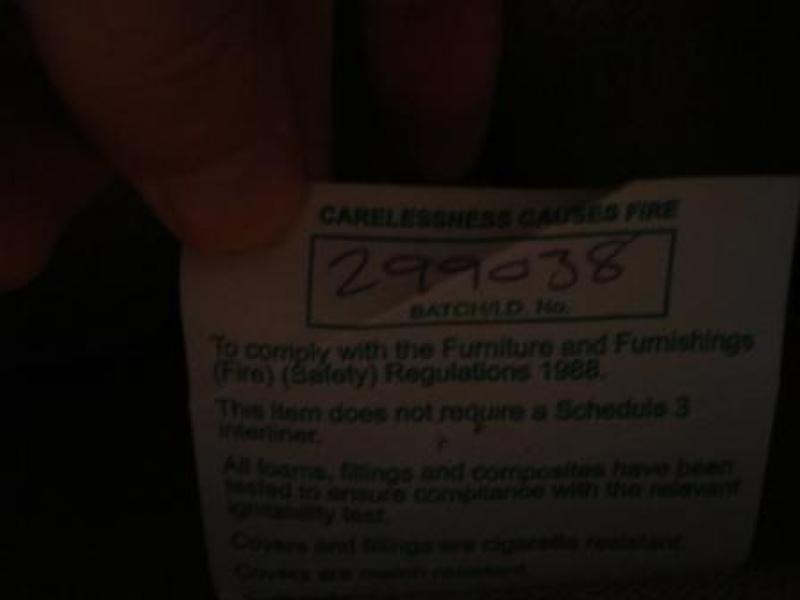 CARELESSNESS CAUSES FIRE
299038
BATCH/I.D. No.
To comply with the Furniture and Furnishings
(Fire) (Safety) Regulations 1988.
This item does not require a Schedule 3
interliner.
All foams, fillings and composites have been
tested to ensure compliance with the relevant
ignitability test.
Covers and fillings are cigarette resistant.
Covers are match resistant.